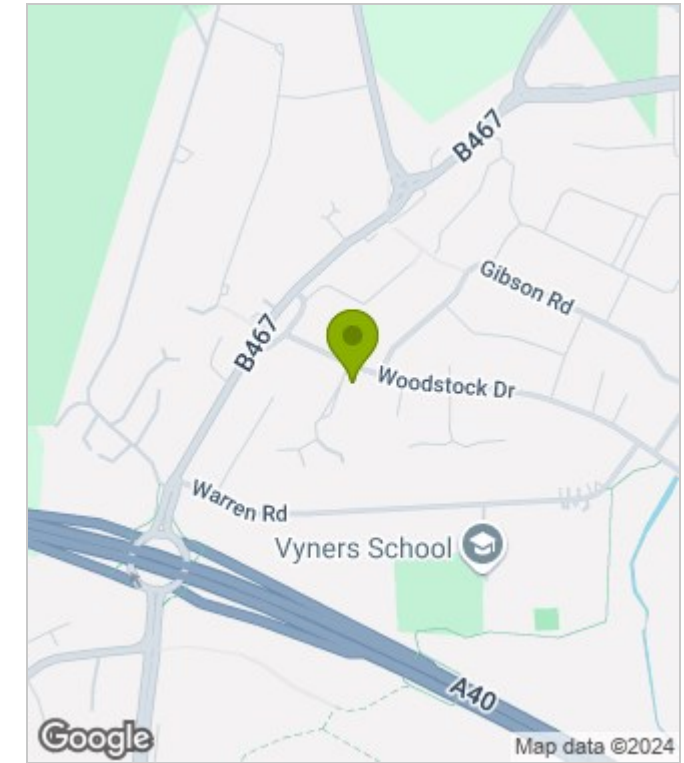 B467
Gibson Rd
B467
Woodstock Dr
Warren Rd
Vyners School
A40
Google
Map data ©2024